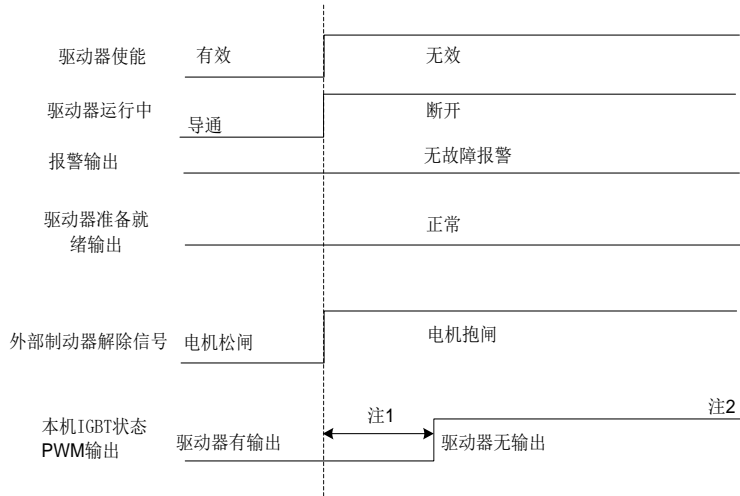 驱动器使能 有效 无效
驱动器运行中 导通 断开
报警输出 无故障报警
驱动器准备就
绪输出 正常
外部制动器解除信号 电机松闸 电机抱闸
注1 注2
本机IGBT状态
PWM输出 驱动器有输出 驱动器无输出